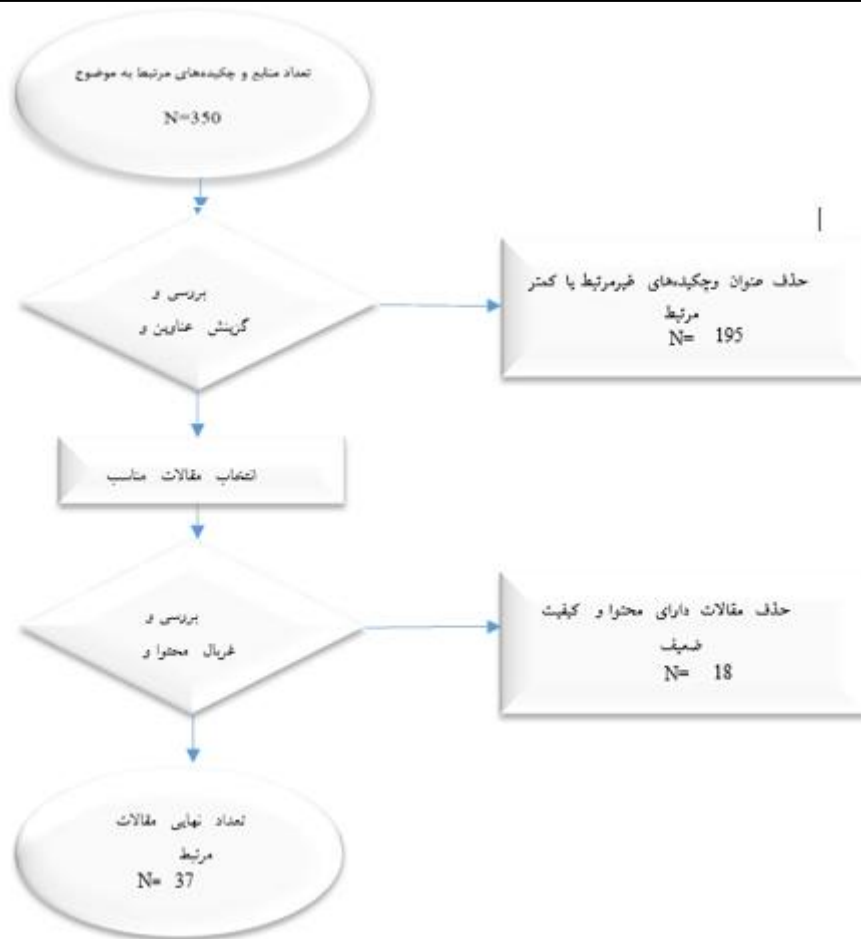 تعداد منابع و چکیده‌های مرتبط به موضوع
N=350
بررسی و
گزینش عناوین و
حذف عنوان وچکیده‌های غیرمرتبط یا کمتر
مرتبط
N= 195
انتخاب مقالات مناسب
بررسی و
غربال محتوا و
حذف مقالات دارای محتوا و کیفیت
ضعیف
N= 18
تعداد نهایی مقالات
مرتبط
N= 37